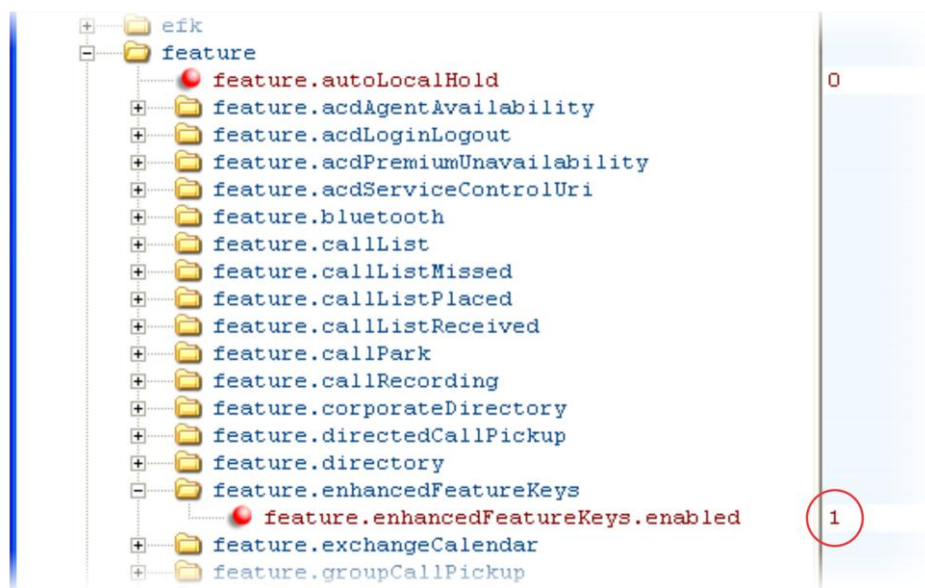 efk
feature
feature.autoLocalHold 0
feature.acdAgentAvailability
feature.acdLoginLogout
feature.acdPremiumUnavailability
feature.acdServiceControlUri
feature.bluetooth
feature.callList
feature.callListMissed
feature.callListPlaced
feature.callListReceived
feature.callPark
feature.callRecording
feature.corporateDirectory
feature.directedCallPickup
feature.directory
feature.enhancedFeatureKeys
feature.enhancedFeatureKeys.enabled 1
feature.exchangeCalendar
feature.groupCallPickup